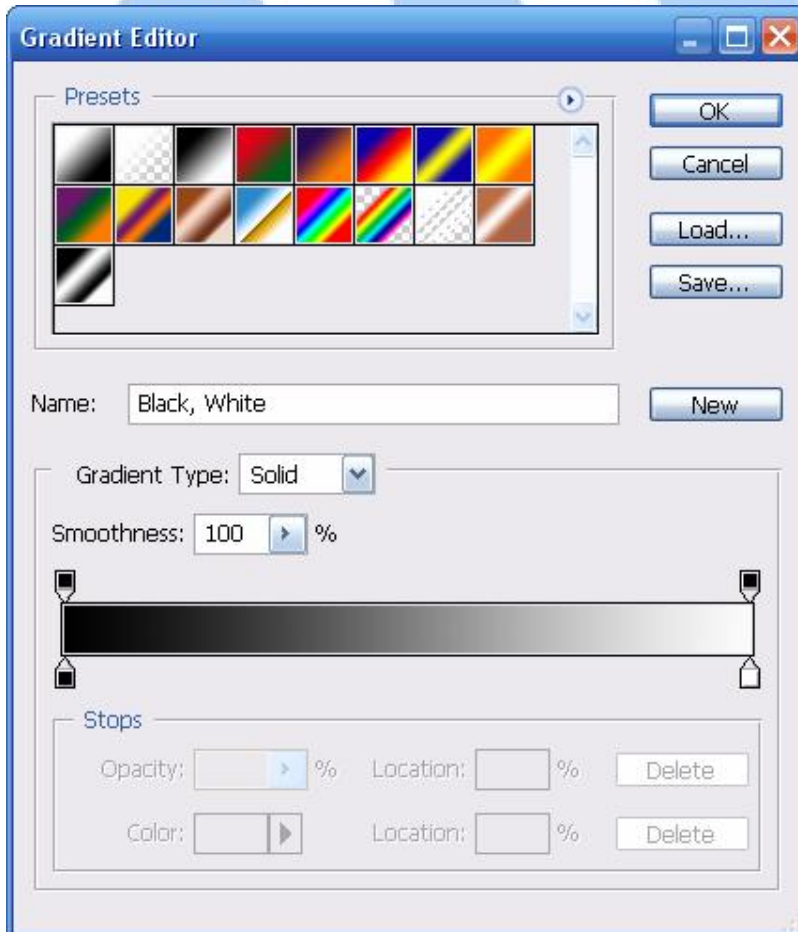 Gradient Editor
Presets
OK
Cancel
Load...
Save...
Name: Black, White
New
Gradient Type: Solid
Smoothness: 100 %
Stops
Opacity: % Location: % Delete
Color: Location: % Delete